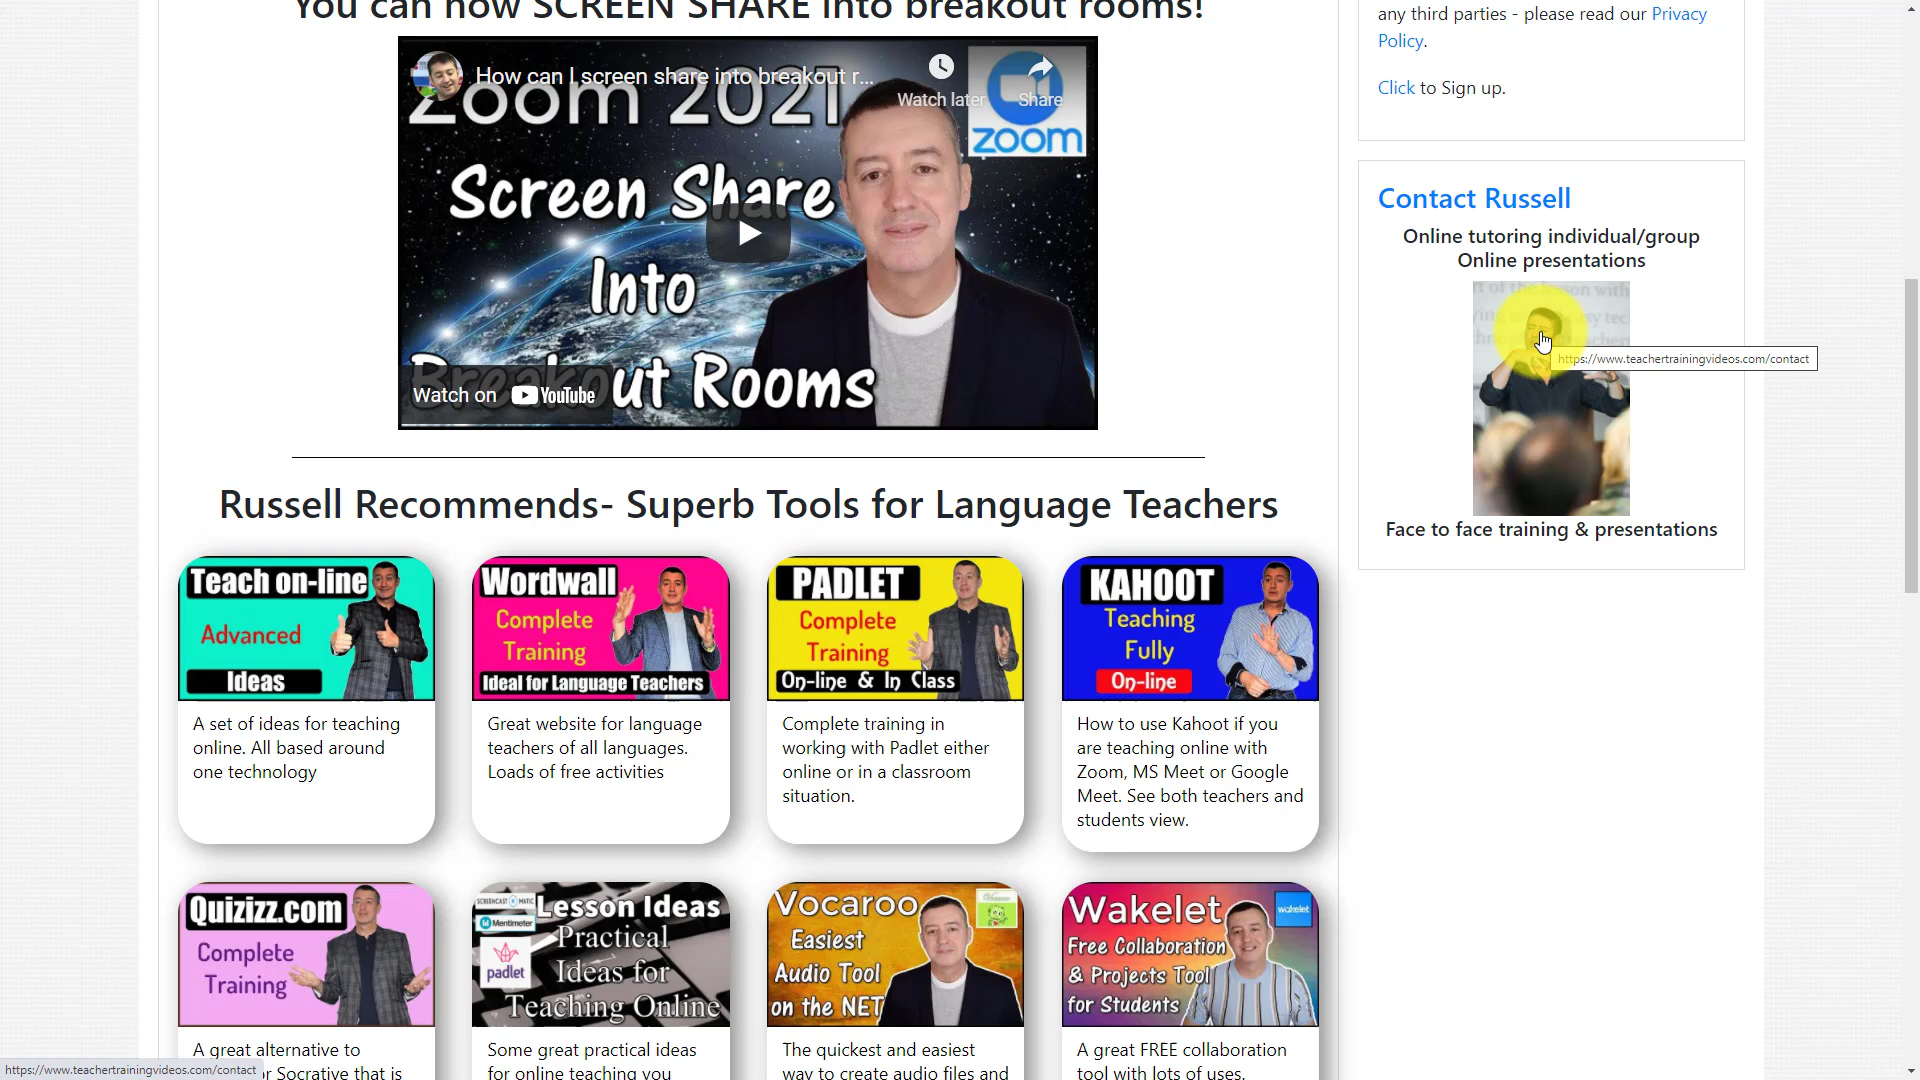 You can now SCREEN SHARE into breakout rooms!
How can I screen share into breakout r...
Watch later
Share
Zoom 2021
zoom
Screen Share
Into
Breakout Rooms
Watch on YouTube
Russell Recommends- Superb Tools for Language Teachers
Teach on-line
Advanced
Ideas
A set of ideas for teaching
online. All based around
one technology
Wordwall
Complete
Training
Ideal for Language Teachers
Great website for language
teachers of all languages.
Loads of free activities
PADLET
Complete
Training
On-line & In Class
Complete training in
working with Padlet either
online or in a classroom
situation.
KAHOOT
Teaching
Fully
On-line
How to use Kahoot if you
are teaching online with
Zoom, MS Meet or Google
Meet. See both teachers and
students view.
Quizizz.com
Complete
Training
A great alternative to
or Socrative that is
SCREENCAST-O-MATIC
Mentimeter
padlet
Lesson Ideas
Practical
Ideas for
Teaching Online
Some great practical ideas
for online teaching you
Vocaroo
Easiest
Audio Tool
on the NET
The quickest and easiest
way to create audio files and
Wakelet
wakelet
Free Collaboration
& Projects Tool
for Students
A great FREE collaboration
tool with lots of uses.
any third parties - please read our Privacy
Policy.
Click to Sign up.
Contact Russell
Online tutoring individual/group
Online presentations
rt of the lesson with
https://www.teachertrainingvideos.com/contact
Face to face training & presentations
https://www.teachertrainingvideos.com/contact